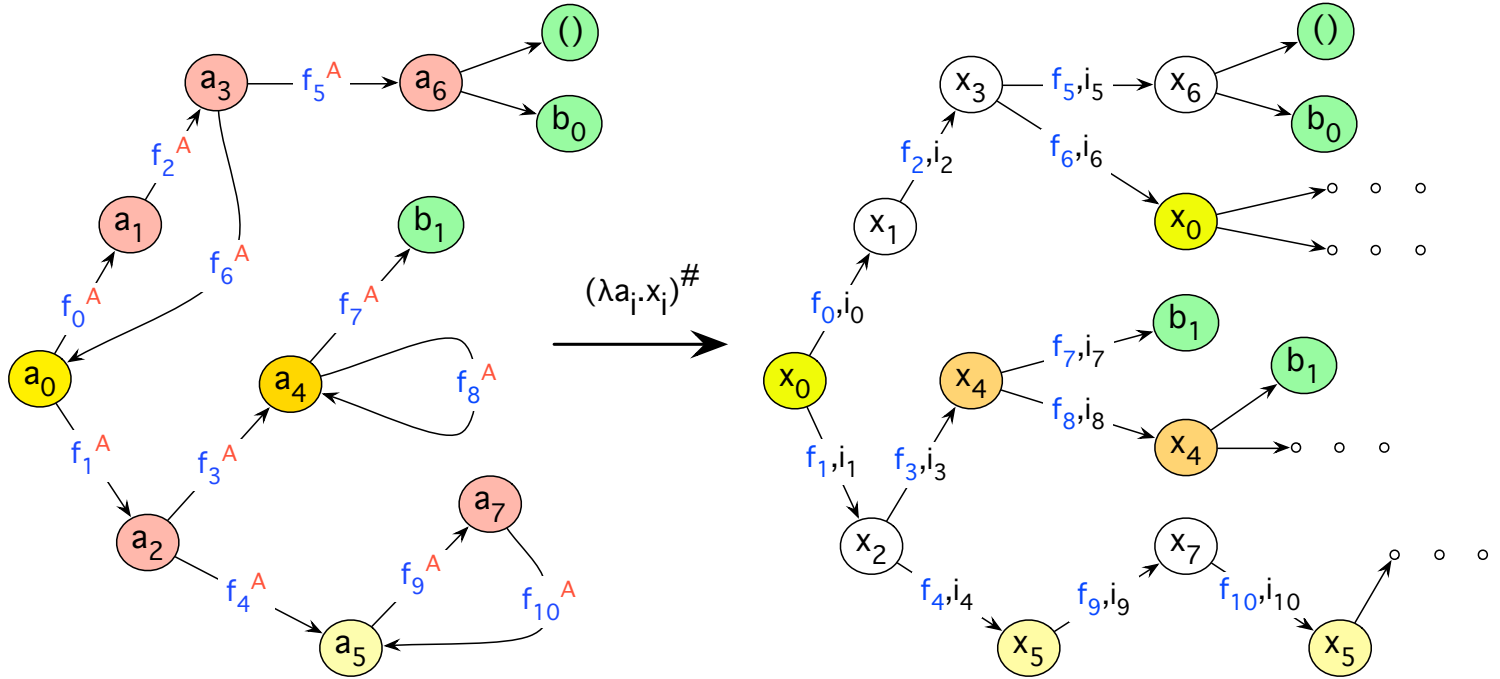 ()
a₃
f₅ᴬ
a₆
b₀
f₂ᴬ
a₁
b₁
f₆ᴬ
f₀ᴬ
f₇ᴬ
a₀
a₄
f₈ᴬ
f₁ᴬ
f₃ᴬ
a₇
a₂
f₉ᴬ
f₄ᴬ
f₁₀ᴬ
a₅
(λaᵢ.xᵢ)#
()
x₃
f₅,i₅
x₆
b₀
f₂,i₂
f₆,i₆
x₁
x₀
f₀,i₀
f₇,i₇
b₁
x₀
x₄
b₁
f₈,i₈
x₄
f₁,i₁
f₃,i₃
x₂
x₇
f₄,i₄
f₉,i₉
f₁₀,i₁₀
x₅
x₅